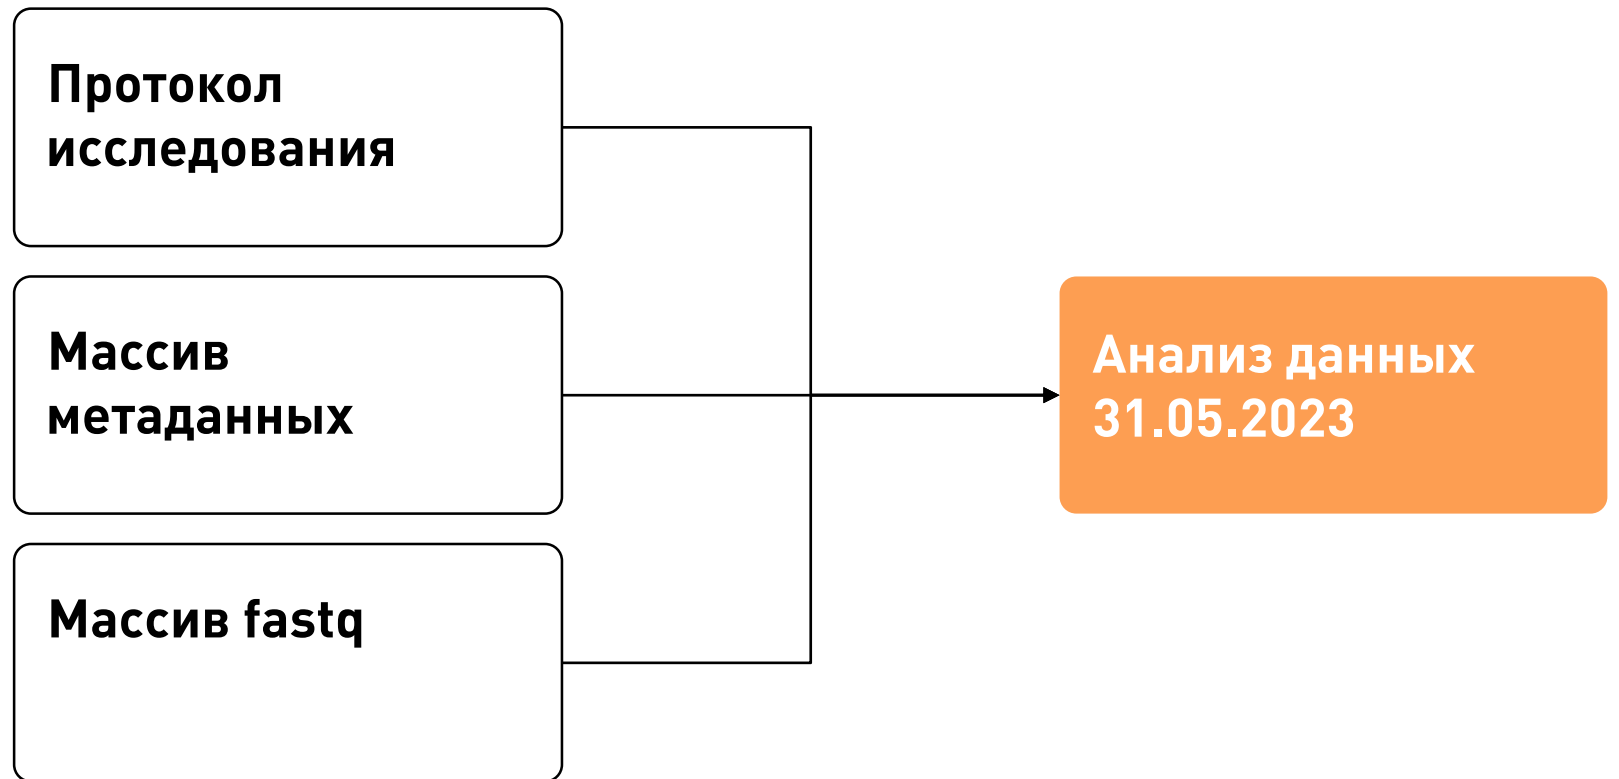 Протокол
исследования
Массив
метаданных
Массив fastq
Анализ данных
31.05.2023